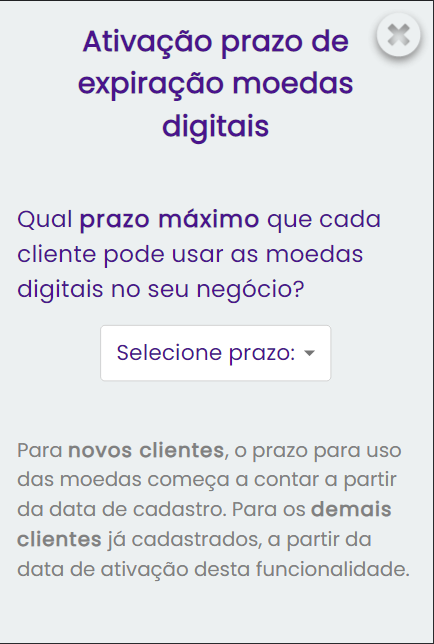 Ativação prazo de
expiração moedas
digitais
Qual prazo máximo que cada
cliente pode usar as moedas
digitais no seu negócio?
Selecione prazo:
Para novos clientes, o prazo para uso
das moedas começa a contar a partir
da data de cadastro. Para os demais
clientes já cadastrados, a partir da
data de ativação desta funcionalidade.